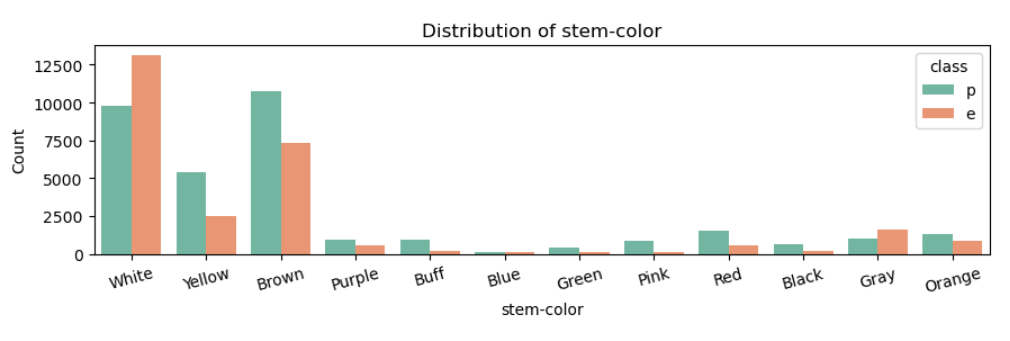 Distribution of stem-color
12500
10000
7500
5000
2500
0
Count
class
p
e
White Yellow Brown Purple Buff Blue Green Pink Red Black Gray Orange
stem-color